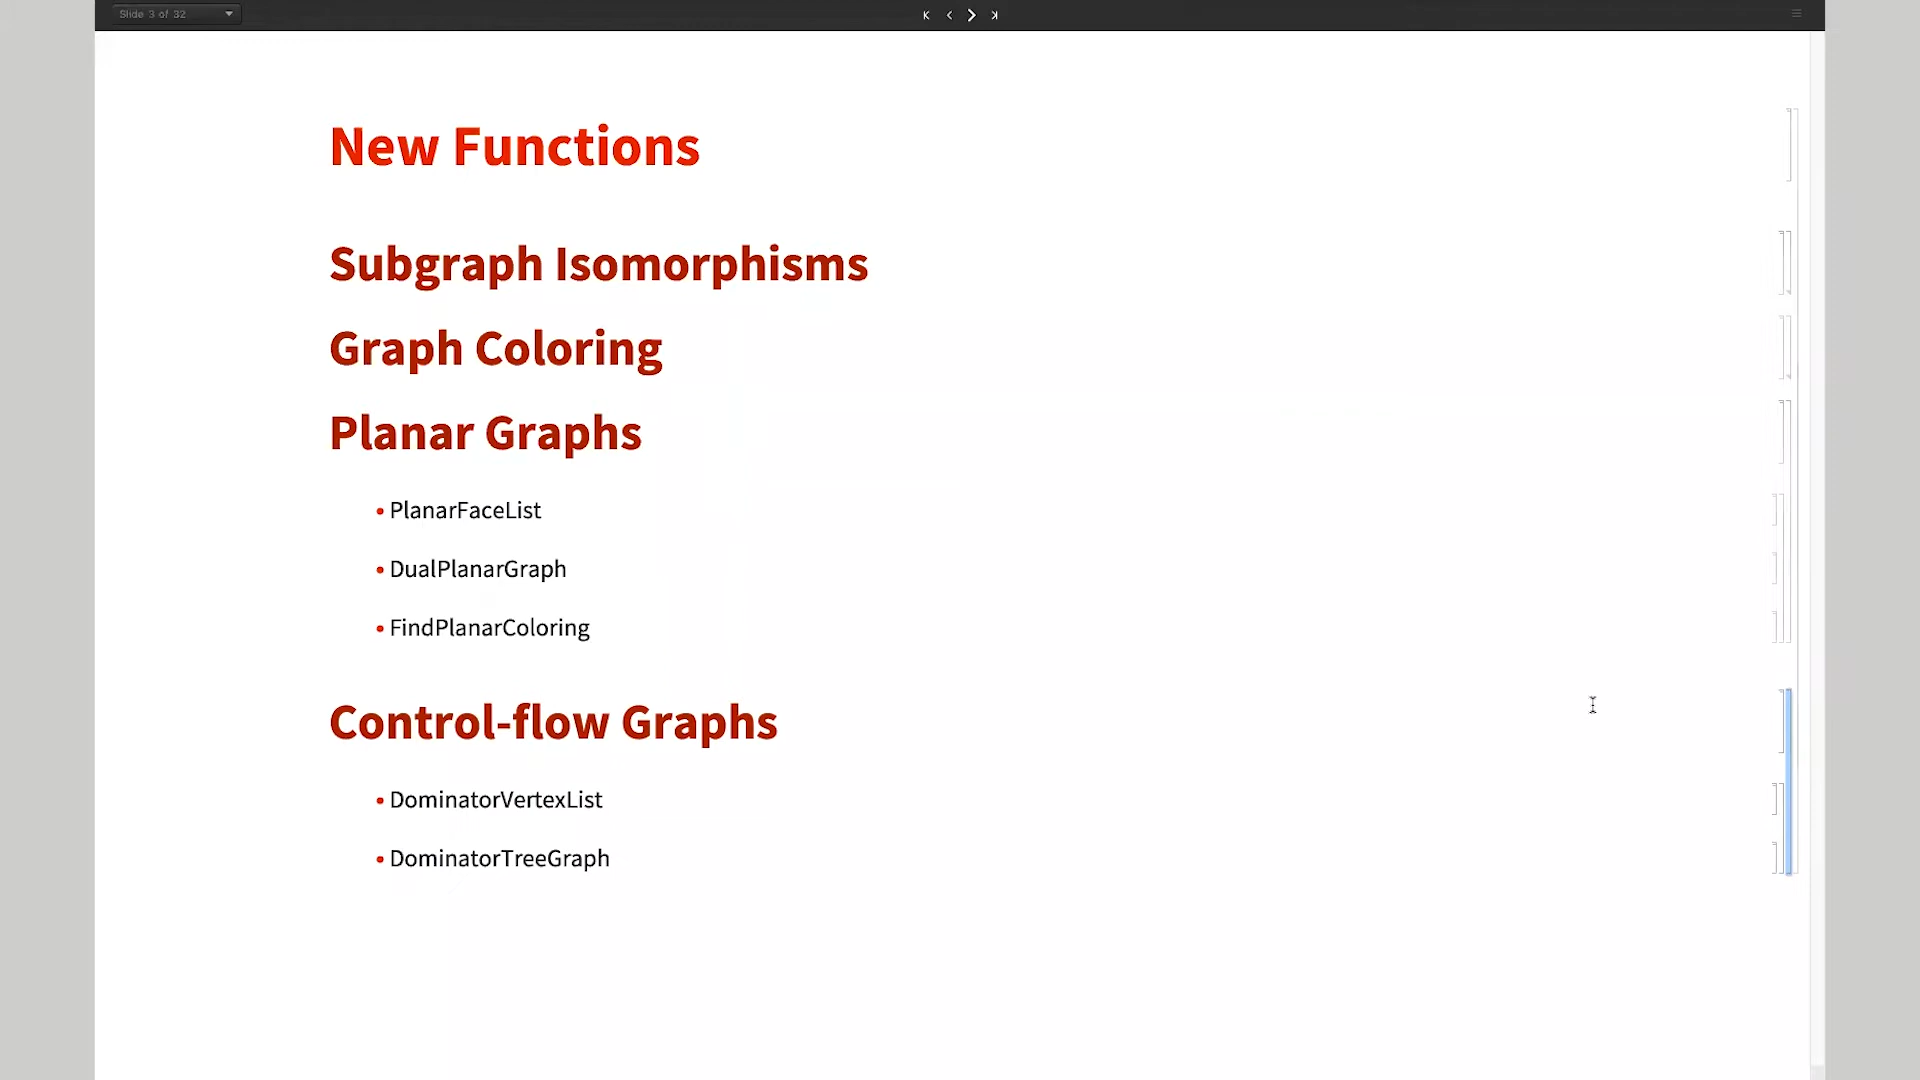 Slide 3 of 32
New Functions
Subgraph Isomorphisms
Graph Coloring
Planar Graphs
• PlanarFaceList
• DualPlanarGraph
• FindPlanarColoring
Control-flow Graphs
• DominatorVertexList
• DominatorTreeGraph